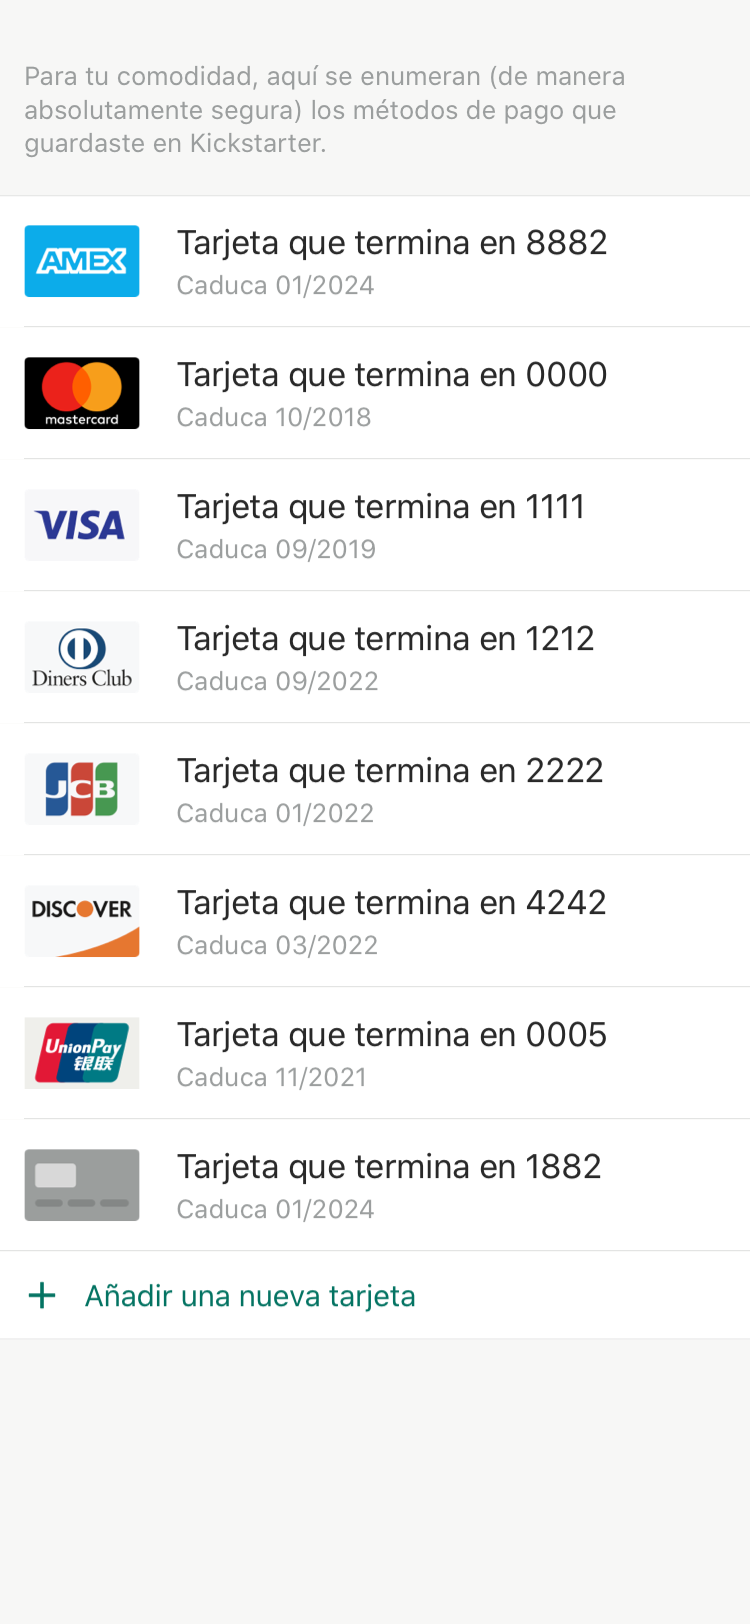 Para tu comodidad, aquí se enumeran (de manera
absolutamente segura) los métodos de pago que
guardaste en Kickstarter.
AMEX
Tarjeta que termina en 8882
Caduca 01/2024
mastercard
Tarjeta que termina en 0000
Caduca 10/2018
VISA
Tarjeta que termina en 1111
Caduca 09/2019
Diners Club
Tarjeta que termina en 1212
Caduca 09/2022
JCB
Tarjeta que termina en 2222
Caduca 01/2022
DISCOVER
Tarjeta que termina en 4242
Caduca 03/2022
UnionPay
银联
Tarjeta que termina en 0005
Caduca 11/2021
Tarjeta que termina en 1882
Caduca 01/2024
+ Añadir una nueva tarjeta